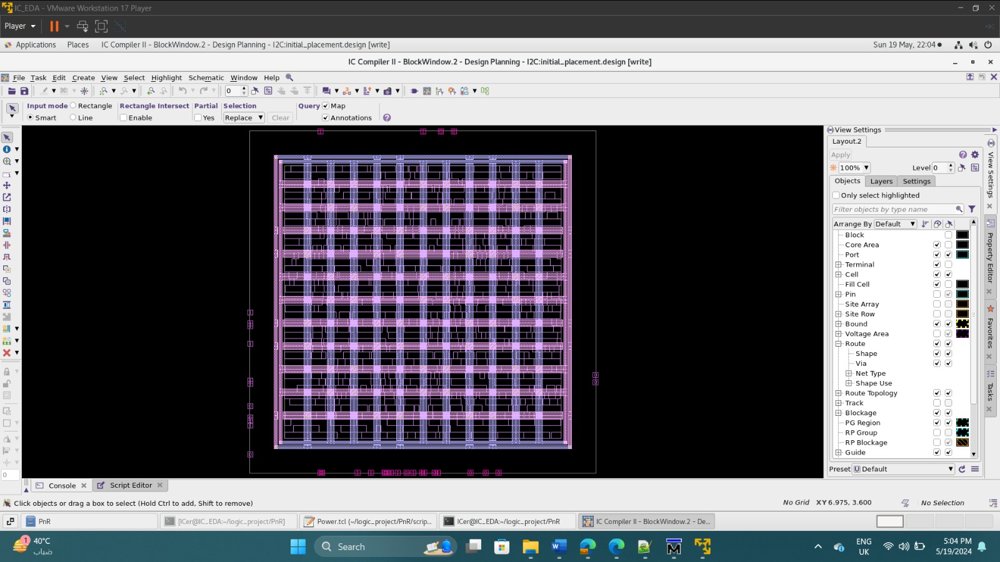 IC_EDA - VMware Workstation 17 Player
Player
Applications Places IC Compiler II - BlockWindow.2 - Design Planning - I2C:initial_placement.design [write] Sun 19 May, 22:04
IC Compiler II - BlockWindow.2 - Design Planning - I2C:initial_placement.design [write]
File Task Edit Create View Select Highlight Schematic Window Help
0
Input mode Rectangle Rectangle Intersect Partial Selection Query Map
Smart Line Enable Yes Replace Clear Annotations
View Settings
Layout.2
Apply
100% Level 0
Objects Layers Settings
Only select highlighted
Filter objects by type name
Arrange By Default
Block
Core Area
Port
Terminal
Cell
Fill Cell
Pin
Site Array
Site Row
Bound
Voltage Area
Route
Shape
Via
Net Type
Shape Use
Route Topology
Track
Blockage
PG Region
RP Group
RP Blockage
Guide
Preset U Default
View Settings
Property Editor
Favorites
Tasks
0
Console Script Editor
Click objects or drag a box to select (Hold Ctrl to add, Shift to remove) No Grid XY 6.975, 3.600 No Selection
PnR [ICer@IC_EDA:~/logic_project/PnR] Power.tcl (~/logic_project/PnR/scrip... ICer@IC_EDA:~/logic_project/PnR IC Compiler II - BlockWindow.2 - De...
1
40°C
ضباب
Search
ENG
UK
5:04 PM
5/19/2024